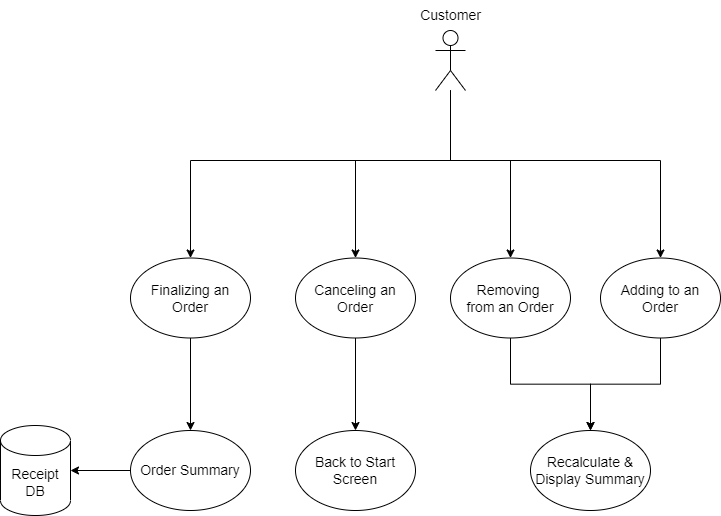 Customer
Finalizing an
Order
Canceling an
Order
Removing
from an Order
Adding to an
Order
Receipt
DB
Order Summary
Back to Start
Screen
Recalculate &
Display Summary